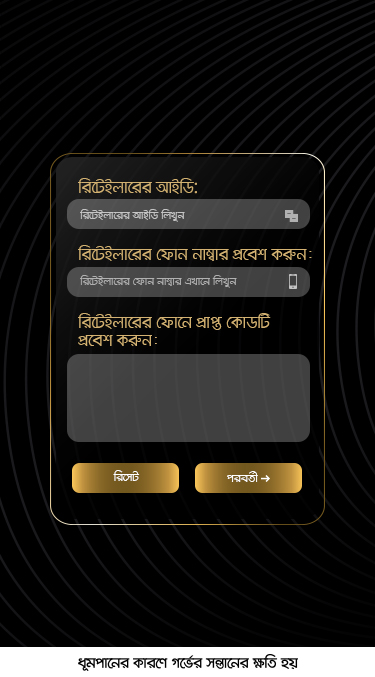 রিটেইলারের আইডি:
রিটেইলারের আইডি লিখুন
রিটেইলারের ফোন নাম্বার প্রবেশ করুন:
রিটেইলারের ফোন নাম্বার এখানে লিখুন
রিটেইলারের ফোনে প্রাপ্ত কোডটি
প্রবেশ করুন:
রিসেট
পরবর্তী →
ধূমপানের কারণে গর্ভের সন্তানের ক্ষতি হয়